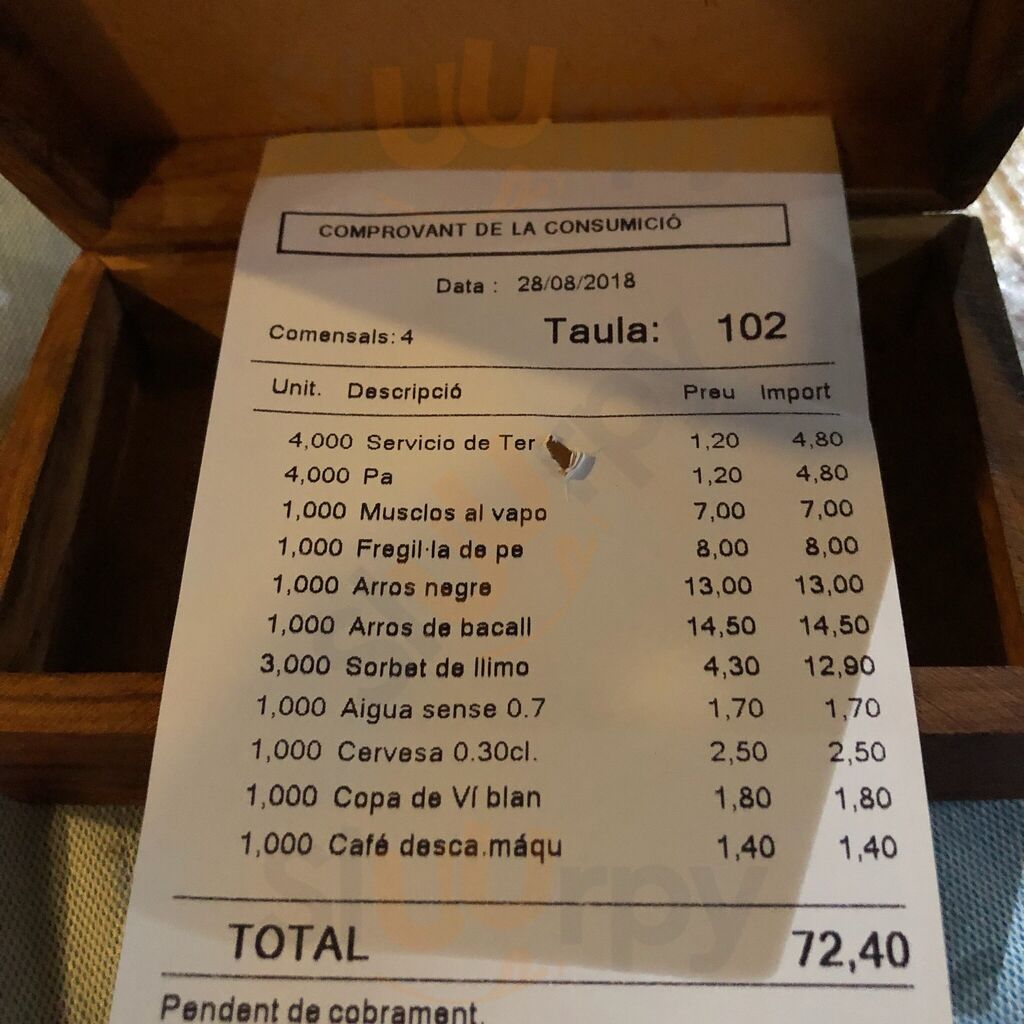 COMPROVANT DE LA CONSUMICIÓ
Data : 28/08/2018
Comensals: 4 Taula: 102
Unit. Descripció Preu Import
4,000 Servicio de Ter 1,20 4,80
4,000 Pa 1,20 4,80
1,000 Musclos al vapo 7,00 7,00
1,000 Fregil·la de pe 8,00 8,00
1,000 Arros negre 13,00 13,00
1,000 Arros de bacall 14,50 14,50
3,000 Sorbet de llimo 4,30 12,90
1,000 Aigua sense 0.7 1,70 1,70
1,000 Cervesa 0.30cl. 2,50 2,50
1,000 Copa de Ví blan 1,80 1,80
1,000 Café desca.máqu 1,40 1,40
TOTAL 72,40
Pendent de cobrament.
sluurpy
sluurpy
sluurpy